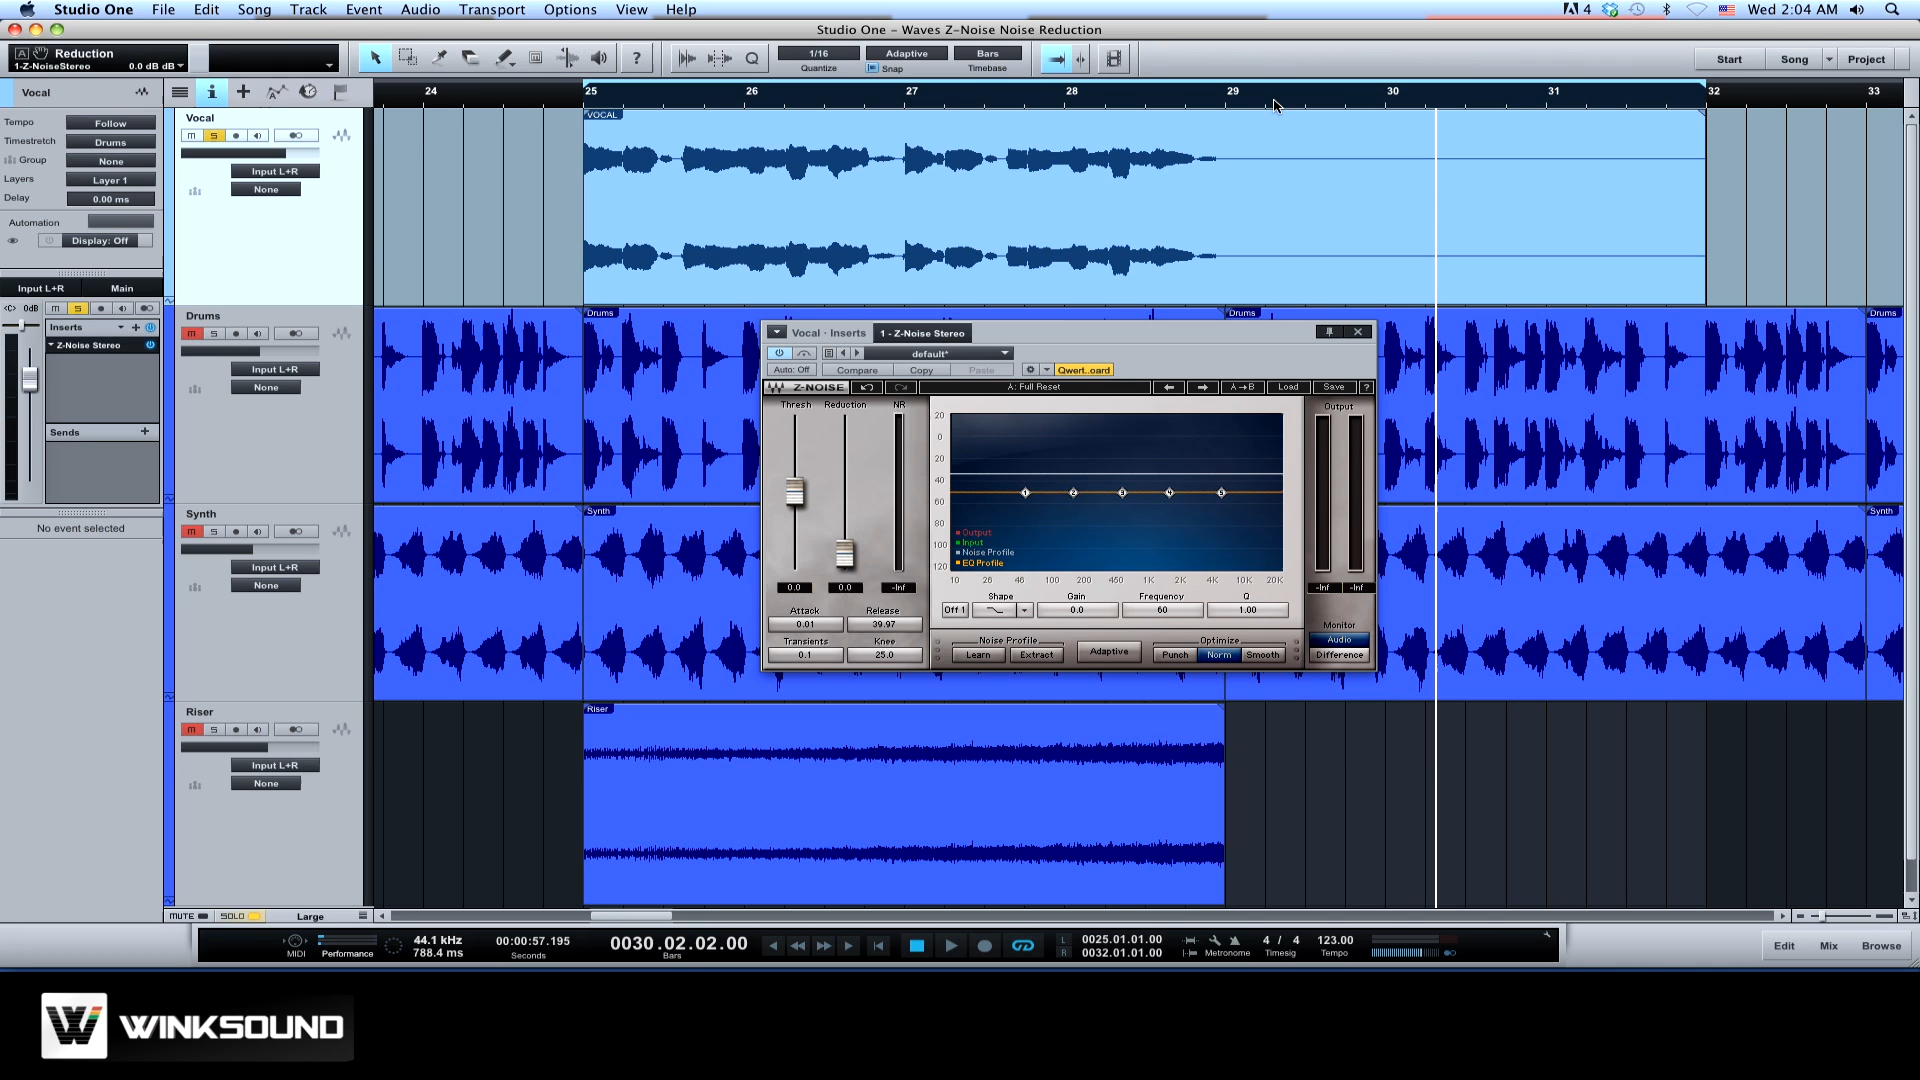 Studio One File Edit Song Track Event Audio Transport Options View Help
4 Wed 2:04 AM
Studio One – Waves Z-Noise Noise Reduction
A Reduction
1-Z-NoiseStereo 0.0 dB dB
?
Q
1/16
Quantize
Adaptive
Snap
Bars
Timebase
Start Song Project
Vocal
i
24 25 26 27 28 29 30 31 32 33
Tempo Follow
Timestretch Drums
Group None
Layers Layer 1
Delay 0.00 ms
Automation
Display: Off
Input L+R Main
<C> 0dB
M S
Inserts
Z-Noise Stereo
Sends
No event selected
Vocal
M S
Input L+R
None
Drums
M S
Input L+R
None
Synth
M S
Input L+R
None
Riser
M S
Input L+R
None
VOCAL
Drums Drums Drums
Synth Synth
Riser
Vocal · Inserts 1 - Z-Noise Stereo
default*
Auto: Off Compare Copy Paste Qwert..oard
Z-NOISE A: Full Reset A→B Load Save ?
Thresh Reduction NR Output
20
0
20
40
60
80
100
120
1 2 3 4 5
Output
Input
Noise Profile
EQ Profile
10 26 46 100 200 450 1K 2K 4K 10K 20K
0.0 0.0 -Inf
-Inf -Inf
Shape Gain Frequency Q
Off 1 0.0 60 1.00
Attack Release
0.01 39.97
Transients Knee
0.1 25.0
Noise Profile
Learn Extract
Adaptive
Optimize
Punch Norm Smooth
Monitor
Audio
Difference
MUTE SOLO Large
MIDI
Performance
44.1 kHz
788.4 ms
00:00:57.195
Seconds
0030.02.02.00
Bars
L 0025.01.01.00
R 0032.01.01.00
Metronome
4 / 4
Timesig
123.00
Tempo
Edit Mix Browse
W WINKSOUND